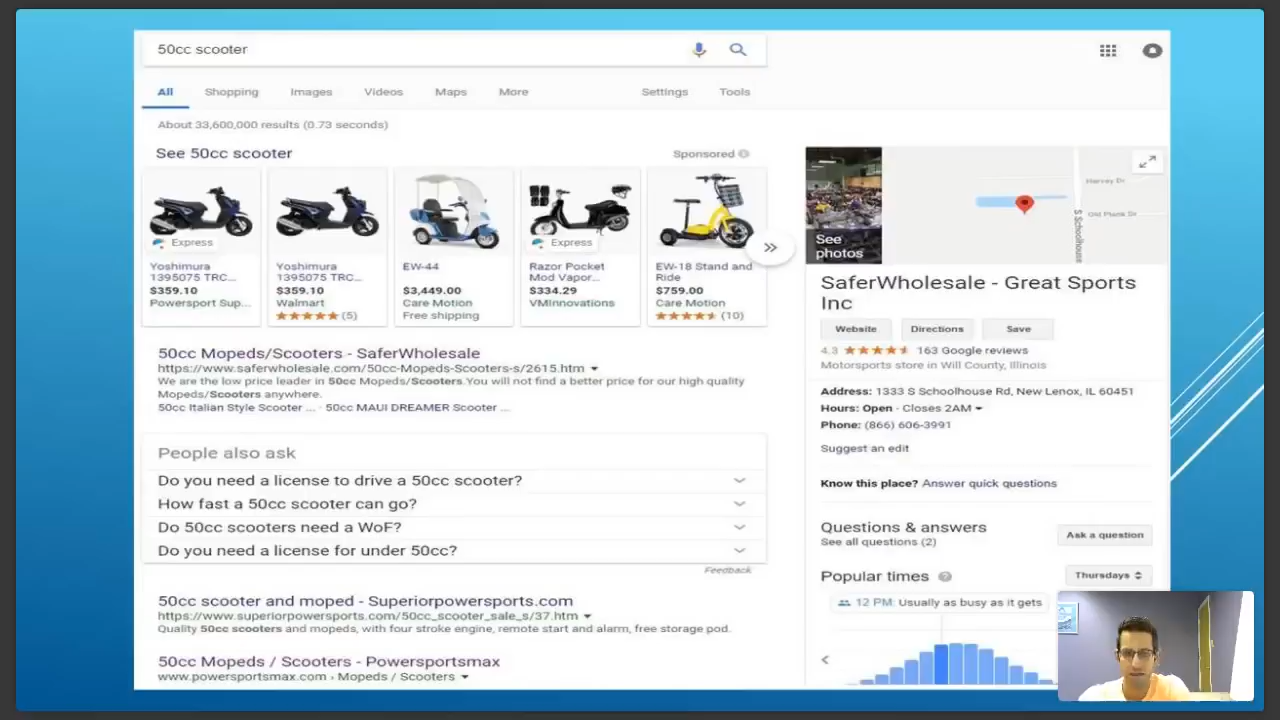 50cc scooter
All Shopping Images Videos Maps More Settings Tools
About 33,600,000 results (0.73 seconds)
See 50cc scooter
Sponsored
Express
Yoshimura
1395075 TRC...
$359.10
Powersport Sup...
Yoshimura
1395075 TRC...
$359.10
Walmart
(5)
EW-44
$3,449.00
Care Motion
Free shipping
Express
Razor Pocket
Mod Vapor...
$334.29
VMInnovations
EW-18 Stand and
Ride
$759.00
Care Motion
(10)
50cc Mopeds/Scooters - SaferWholesale
https://www.saferwholesale.com/50cc-Mopeds-Scooters-s/2615.htm
We are the low price leader in 50cc Mopeds/Scooters.You will not find a better price for our high quality
Mopeds/Scooters anywhere.
50cc Italian Style Scooter ... · 50cc MAUI DREAMER Scooter ...
People also ask
Do you need a license to drive a 50cc scooter?
How fast a 50cc scooter can go?
Do 50cc scooters need a WoF?
Do you need a license for under 50cc?
Feedback
50cc scooter and moped - Superiorpowersports.com
https://www.superiorpowersports.com/50cc_scooter_sale_s/37.htm
Quality 50cc scooters and mopeds, with four stroke engine, remote start and alarm, free storage pod.
50cc Mopeds / Scooters - Powersportsmax
www.powersportsmax.com › Mopeds / Scooters
See
photos
Harvey Dr
Old Plank Dr
S Schoolhouse
SaferWholesale - Great Sports
Inc
Website Directions Save
4.3 163 Google reviews
Motorsports store in Will County, Illinois
Address: 1333 S Schoolhouse Rd, New Lenox, IL 60451
Hours: Open · Closes 2AM
Phone: (866) 606-3991
Suggest an edit
Know this place? Answer quick questions
Questions & answers
See all questions (2)
Ask a question
Popular times
Thursdays
12 PM: Usually as busy as it gets